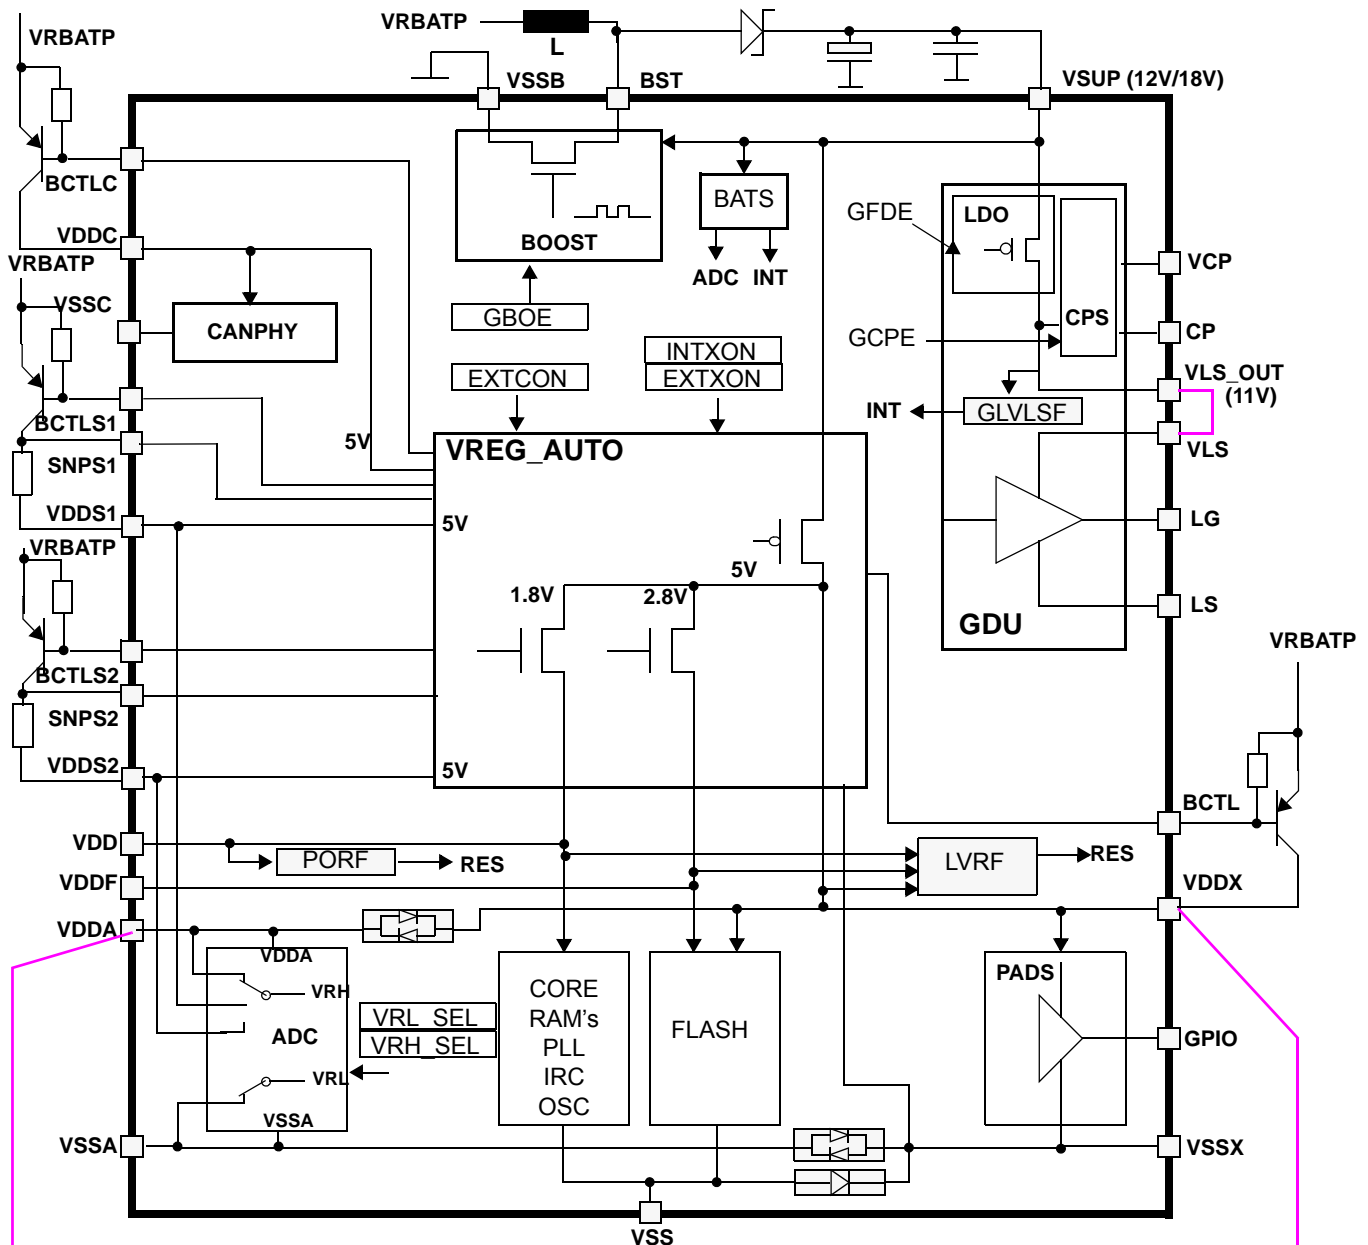 VRBATP
L
VRBATP
VSSB
BST
VSUP (12V/18V)
BCTLC
BATS
GFDE
LDO
BOOST
VDDC
VRBATP
ADC
INT
VCP
VSSC
CANPHY
GBOE
CPS
CP
GCPE
INTXON
EXTCON
EXTXON
VLS_OUT
(11V)
INT
GLVLSF
BCTLS1
5V
VREG_AUTO
VLS
SNPS1
VDDS1
5V
LG
VRBATP
5V
1.8V
2.8V
LS
GDU
VRBATP
BCTLS2
SNPS2
VDDS2
5V
BCTL
VDD
PORF
RES
LVRF
RES
VDDF
VDDX
VDDA
VDDA
PADS
VRH
CORE
RAM's
PLL
IRC
OSC
VRL_SEL
VRH_SEL
FLASH
ADC
GPIO
VRL
VSSA
VSSA
VSSX
VSS